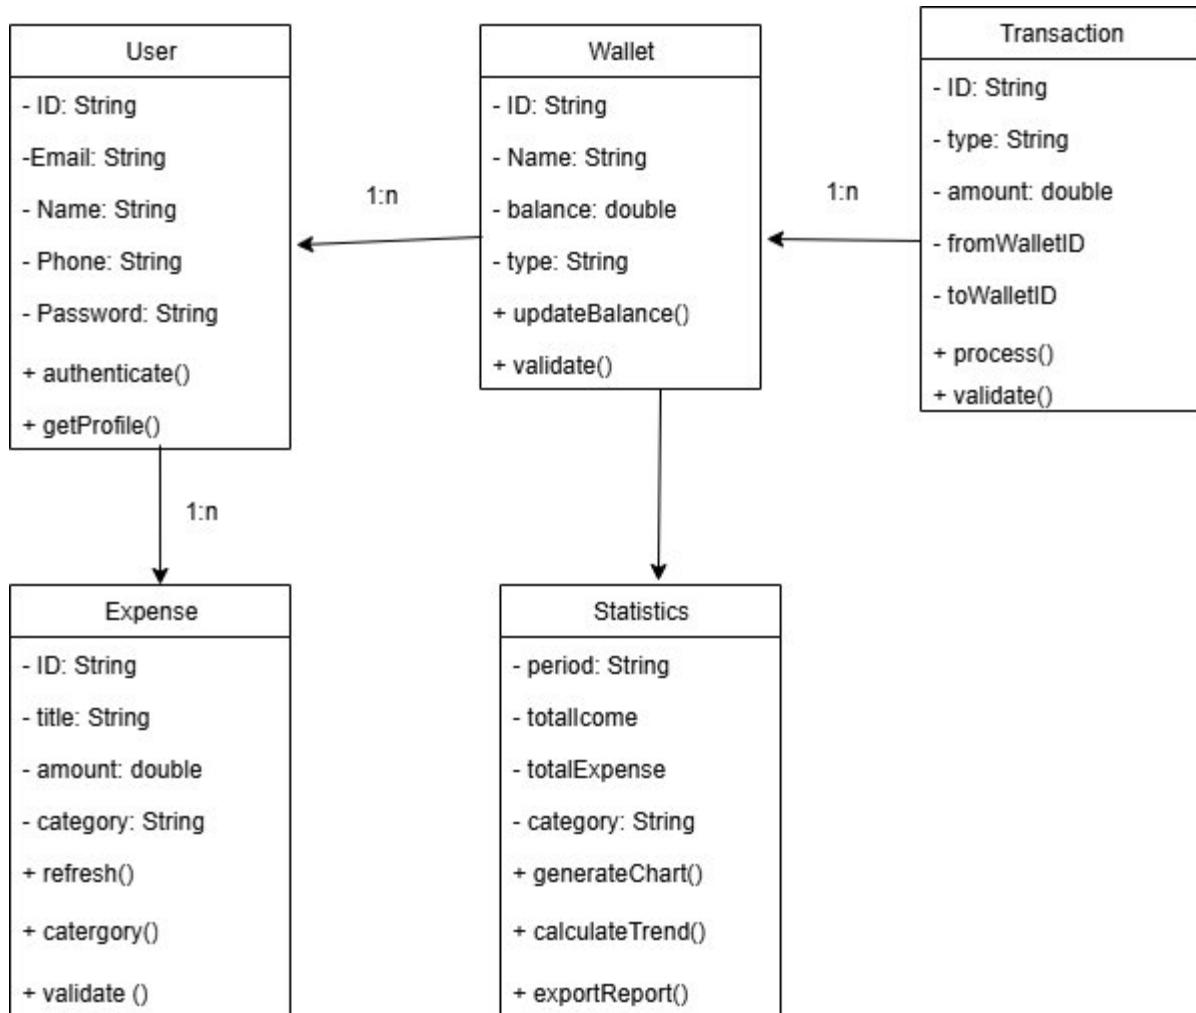 User
- ID: String
-Email: String
- Name: String
- Phone: String
- Password: String
+ authenticate()
+ getProfile()
1:n
Wallet
- ID: String
- Name: String
- balance: double
- type: String
+ updateBalance()
+ validate()
1:n
Transaction
- ID: String
- type: String
- amount: double
- fromWalletID
- toWalletID
+ process()
+ validate()
1:n
Expense
- ID: String
- title: String
- amount: double
- category: String
+ refresh()
+ catergory()
+ validate ()
Statistics
- period: String
- totalIcome
- totalExpense
- category: String
+ generateChart()
+ calculateTrend()
+ exportReport()